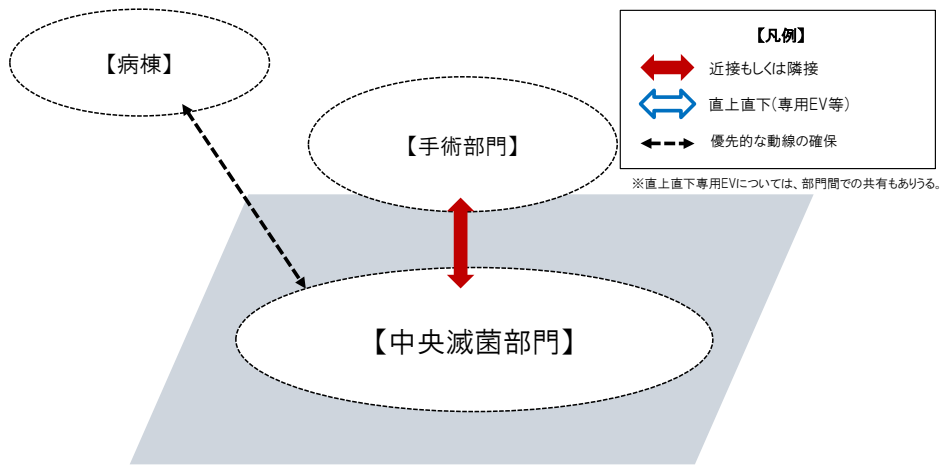 【病棟】
【手術部門】
【凡例】
近接もしくは隣接
直上直下(専用EV等)
優先的な動線の確保
※直上直下専用EVについては、部門間での共有もありうる。
【中央滅菌部門】